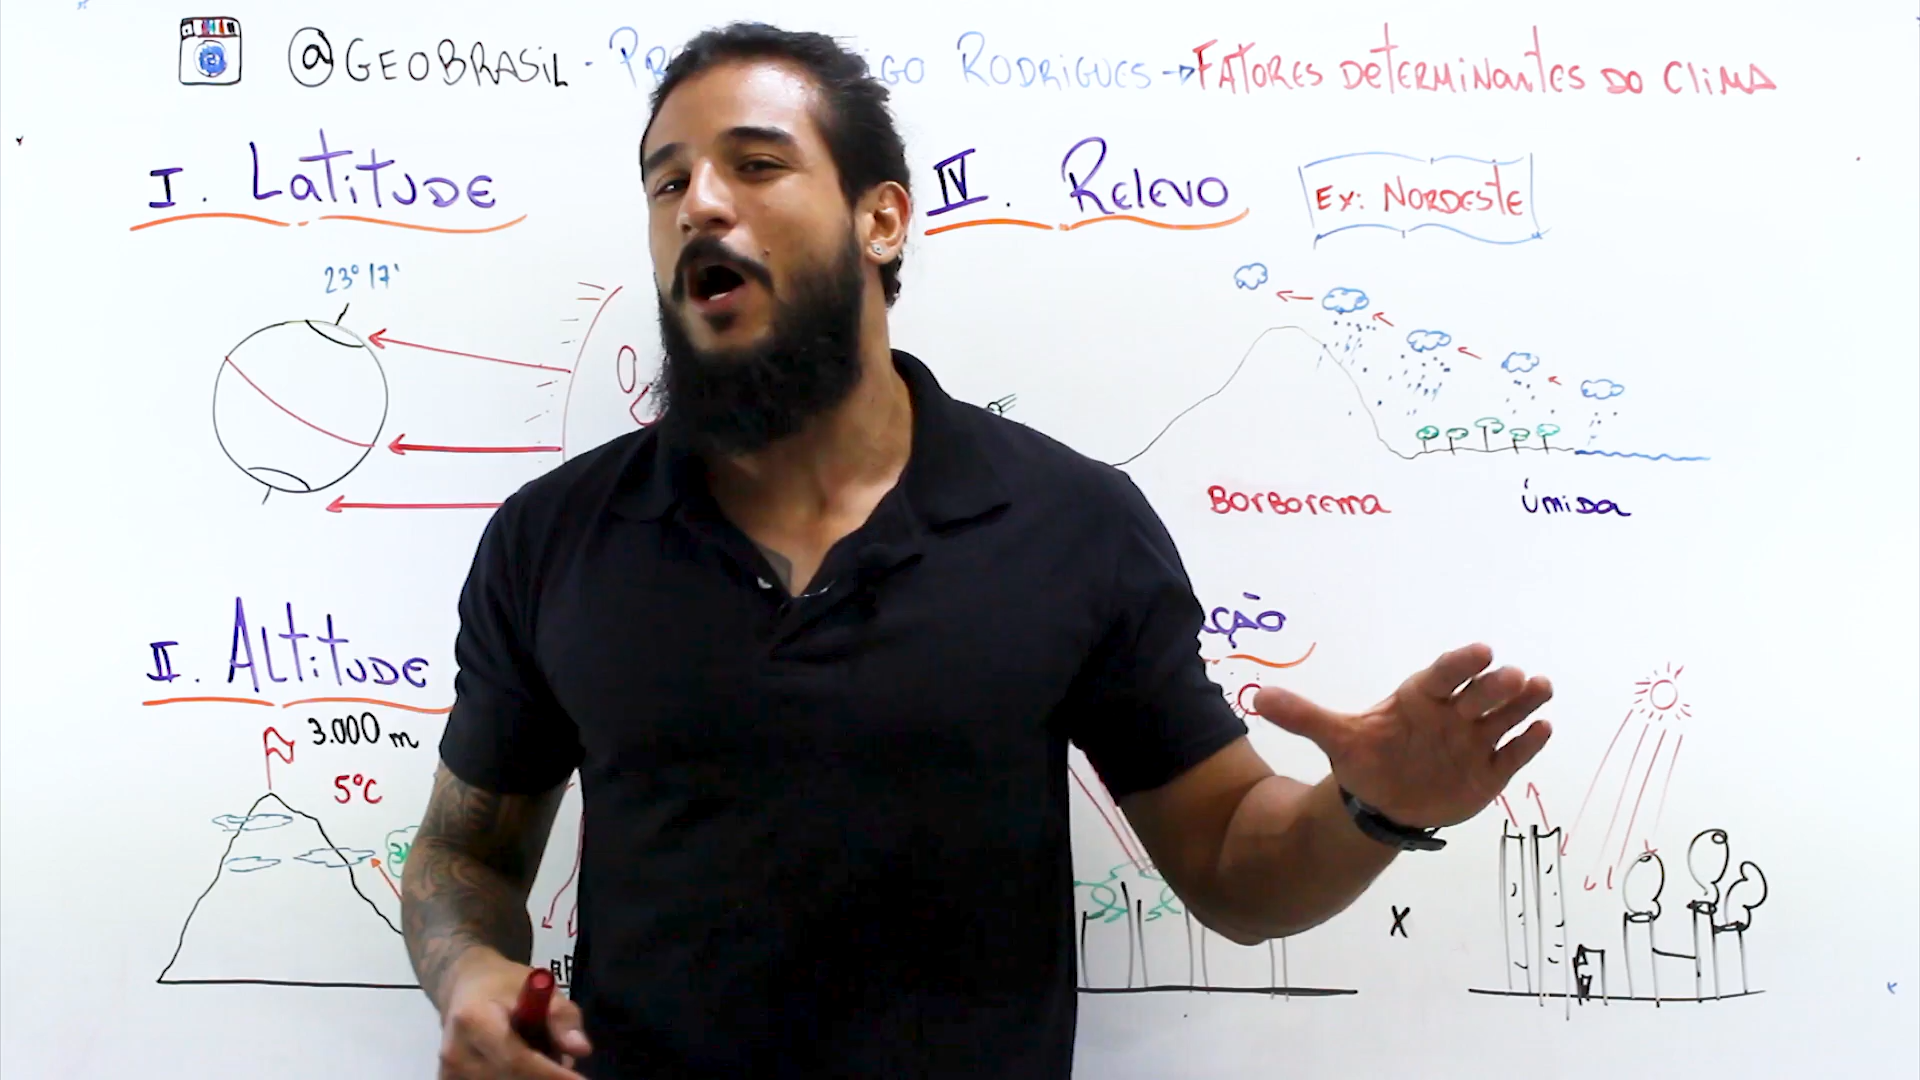 @GEOBRASIL - RODRIGUES -> FATORES DETERMINANTES DO CLIMA
I. LATITUDE
23° 17'
II. ALTITUDE
3.000 m
5°C
IV. RELEVO
EX: NORDESTE
BORBOREMA
ÚMIDA
X